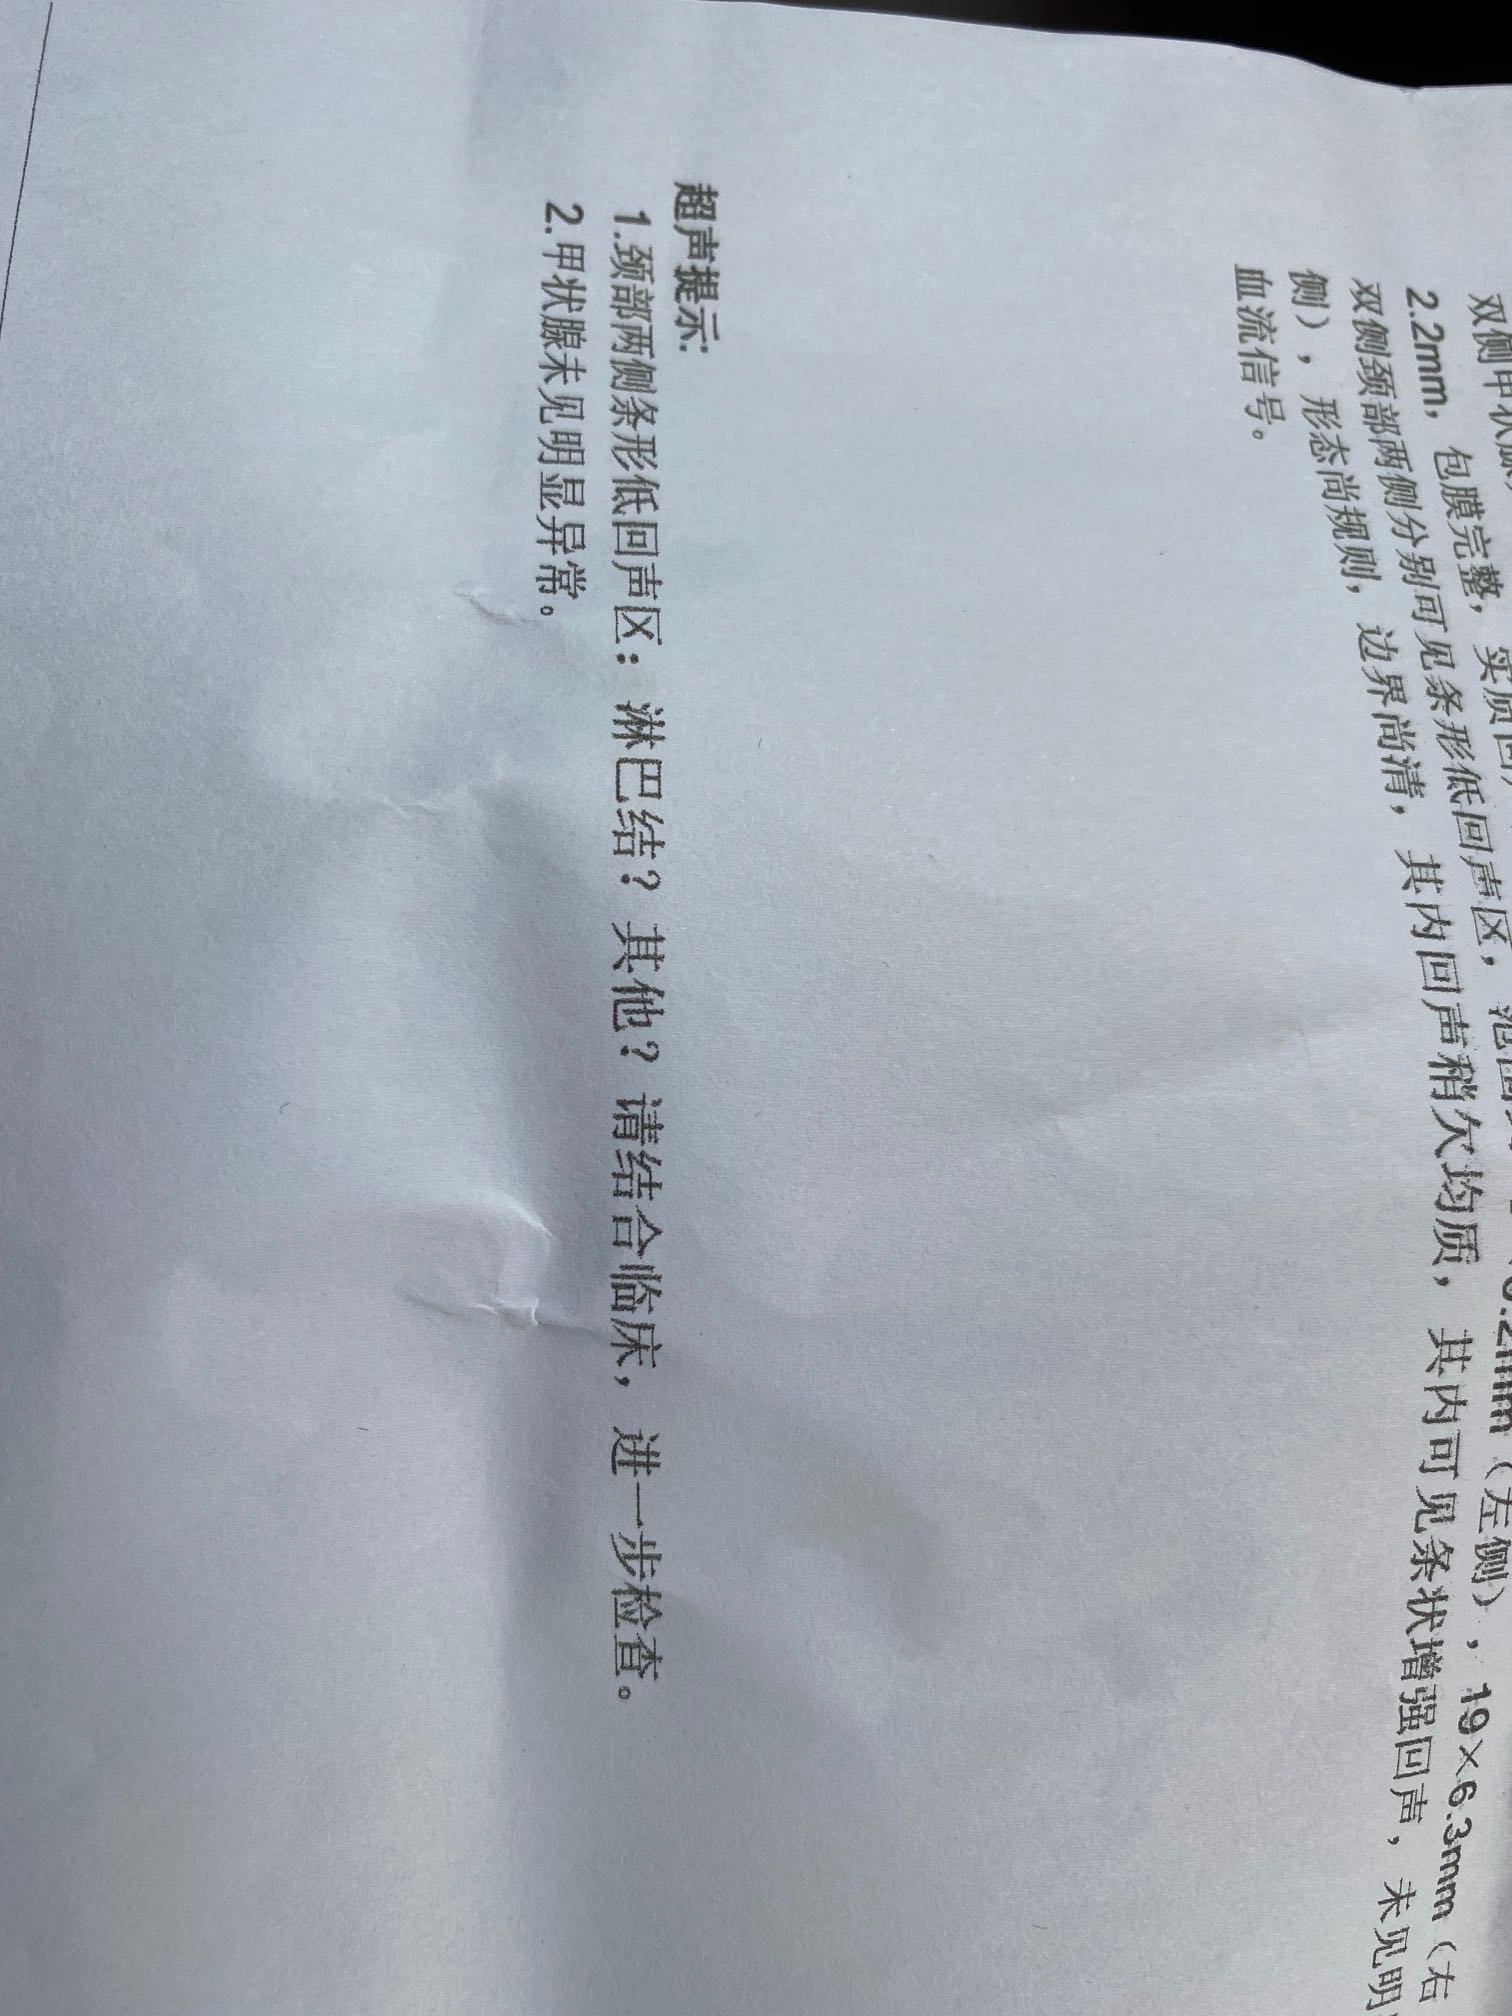 双侧甲状腺
2.2mm，包膜完整，实质回
双侧颈部两侧分别可见条形低回声区，范围 .2mm（左侧），19×6.3mm（右
侧），形态尚规则，边界尚清，其内回声稍欠均质，其内可见条状增强回声，未见明
血流信号。
超声提示：
1.颈部两侧条形低回声区：淋巴结？其他？请结合临床，进一步检查。
2.甲状腺未见明显异常。